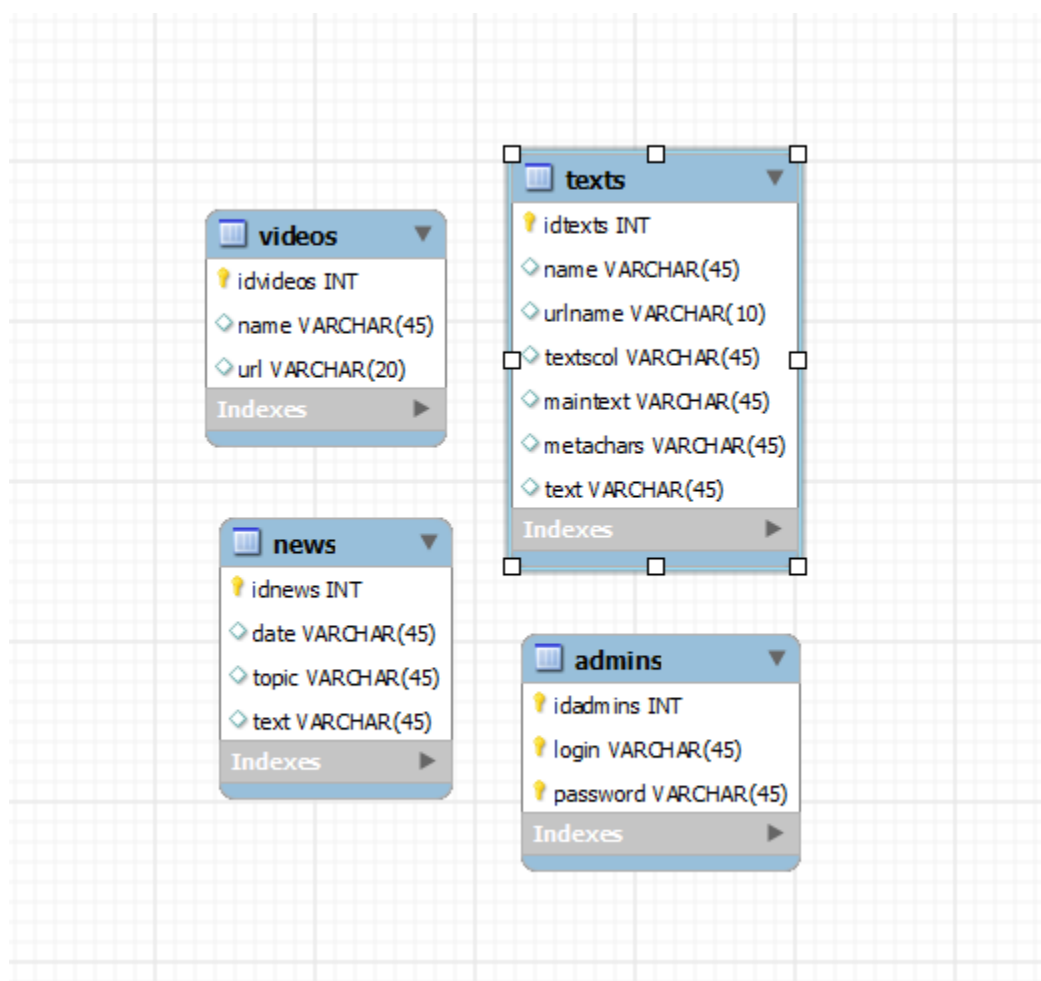 videos
idvideos INT
name VARCHAR(45)
url VARCHAR(20)
Indexes
texts
idtexts INT
name VARCHAR(45)
urlname VARCHAR(10)
textscol VARCHAR(45)
maintext VARCHAR(45)
metachars VARCHAR(45)
text VARCHAR(45)
Indexes
news
idnews INT
date VARCHAR(45)
topic VARCHAR(45)
text VARCHAR(45)
Indexes
admins
idadmins INT
login VARCHAR(45)
password VARCHAR(45)
Indexes